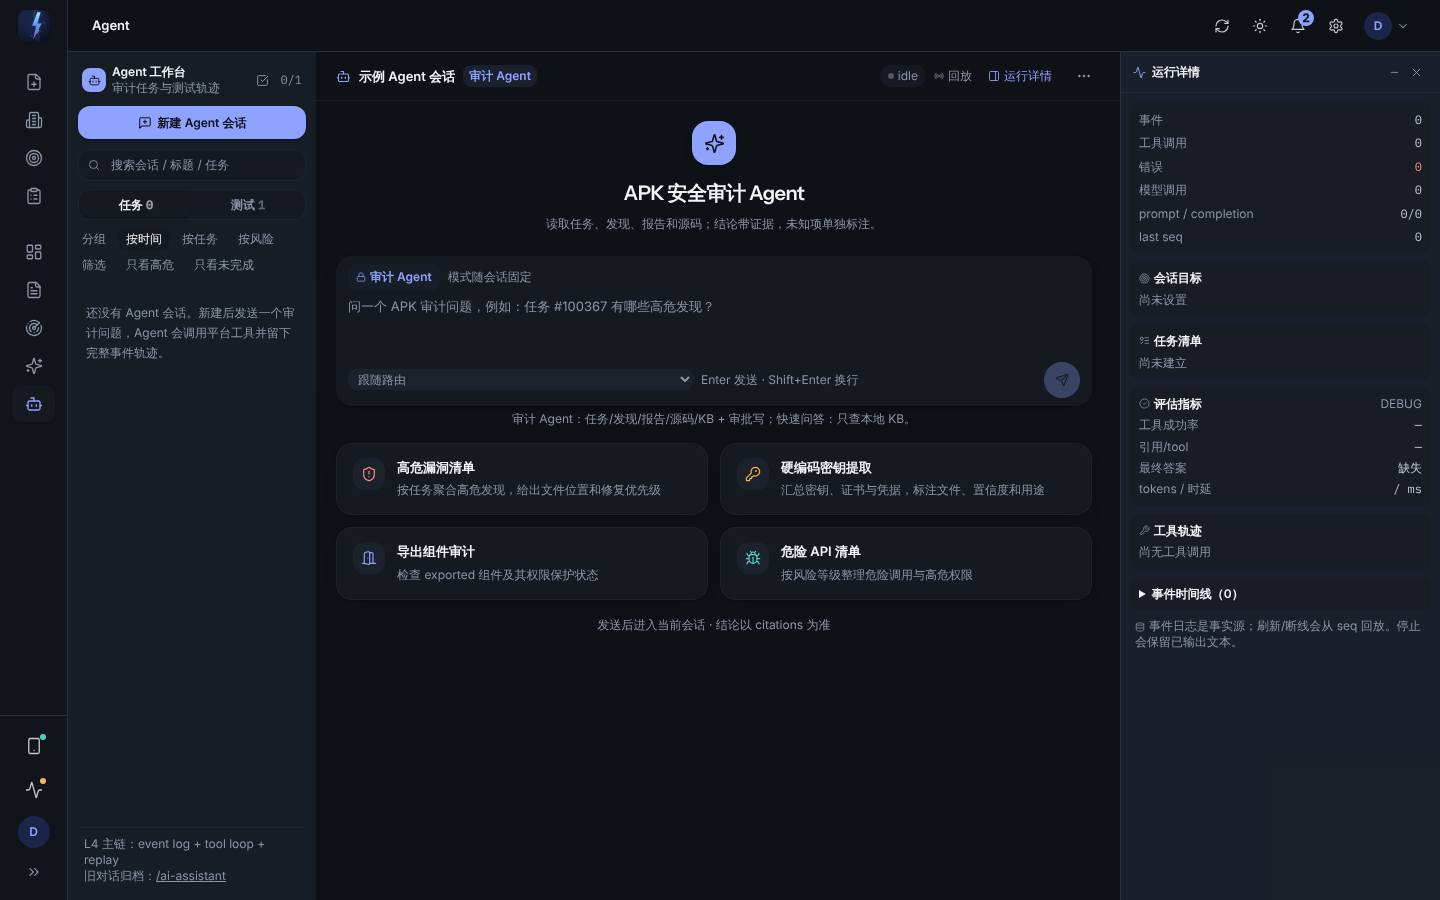 Agent
2
D
Agent 工作台
审计任务与测试轨迹
0/1
新建 Agent 会话
搜索会话 / 标题 / 任务
任务 0
测试 1
分组 按时间 按任务 按风险
筛选 只看高危 只看未完成
还没有 Agent 会话。新建后发送一个审
计问题，Agent 会调用平台工具并留下
完整事件轨迹。
L4 主链：event log + tool loop +
replay
旧对话归档：/ai-assistant
D
示例 Agent 会话 审计 Agent
idle 回放 运行详情
APK 安全审计 Agent
读取任务、发现、报告和源码；结论带证据，未知项单独标注。
审计 Agent 模式随会话固定
问一个 APK 审计问题，例如：任务 #100367 有哪些高危发现？
跟随路由 Enter 发送 · Shift+Enter 换行
审计 Agent：任务/发现/报告/源码/KB + 审批写；快速问答：只查本地 KB。
高危漏洞清单
按任务聚合高危发现，给出文件位置和修复优先级
硬编码密钥提取
汇总密钥、证书与凭据，标注文件、置信度和用途
导出组件审计
检查 exported 组件及其权限保护状态
危险 API 清单
按风险等级整理危险调用与高危权限
发送后进入当前会话 · 结论以 citations 为准
运行详情
事件 0
工具调用 0
错误 0
模型调用 0
prompt / completion 0/0
last seq 0
会话目标
尚未设置
任务清单
尚未建立
评估指标 DEBUG
工具成功率 —
引用/tool —
最终答案 缺失
tokens / 时延 / ms
工具轨迹
尚无工具调用
事件时间线（0）
事件日志是事实源；刷新/断线会从 seq 回放。停止
会保留已输出文本。